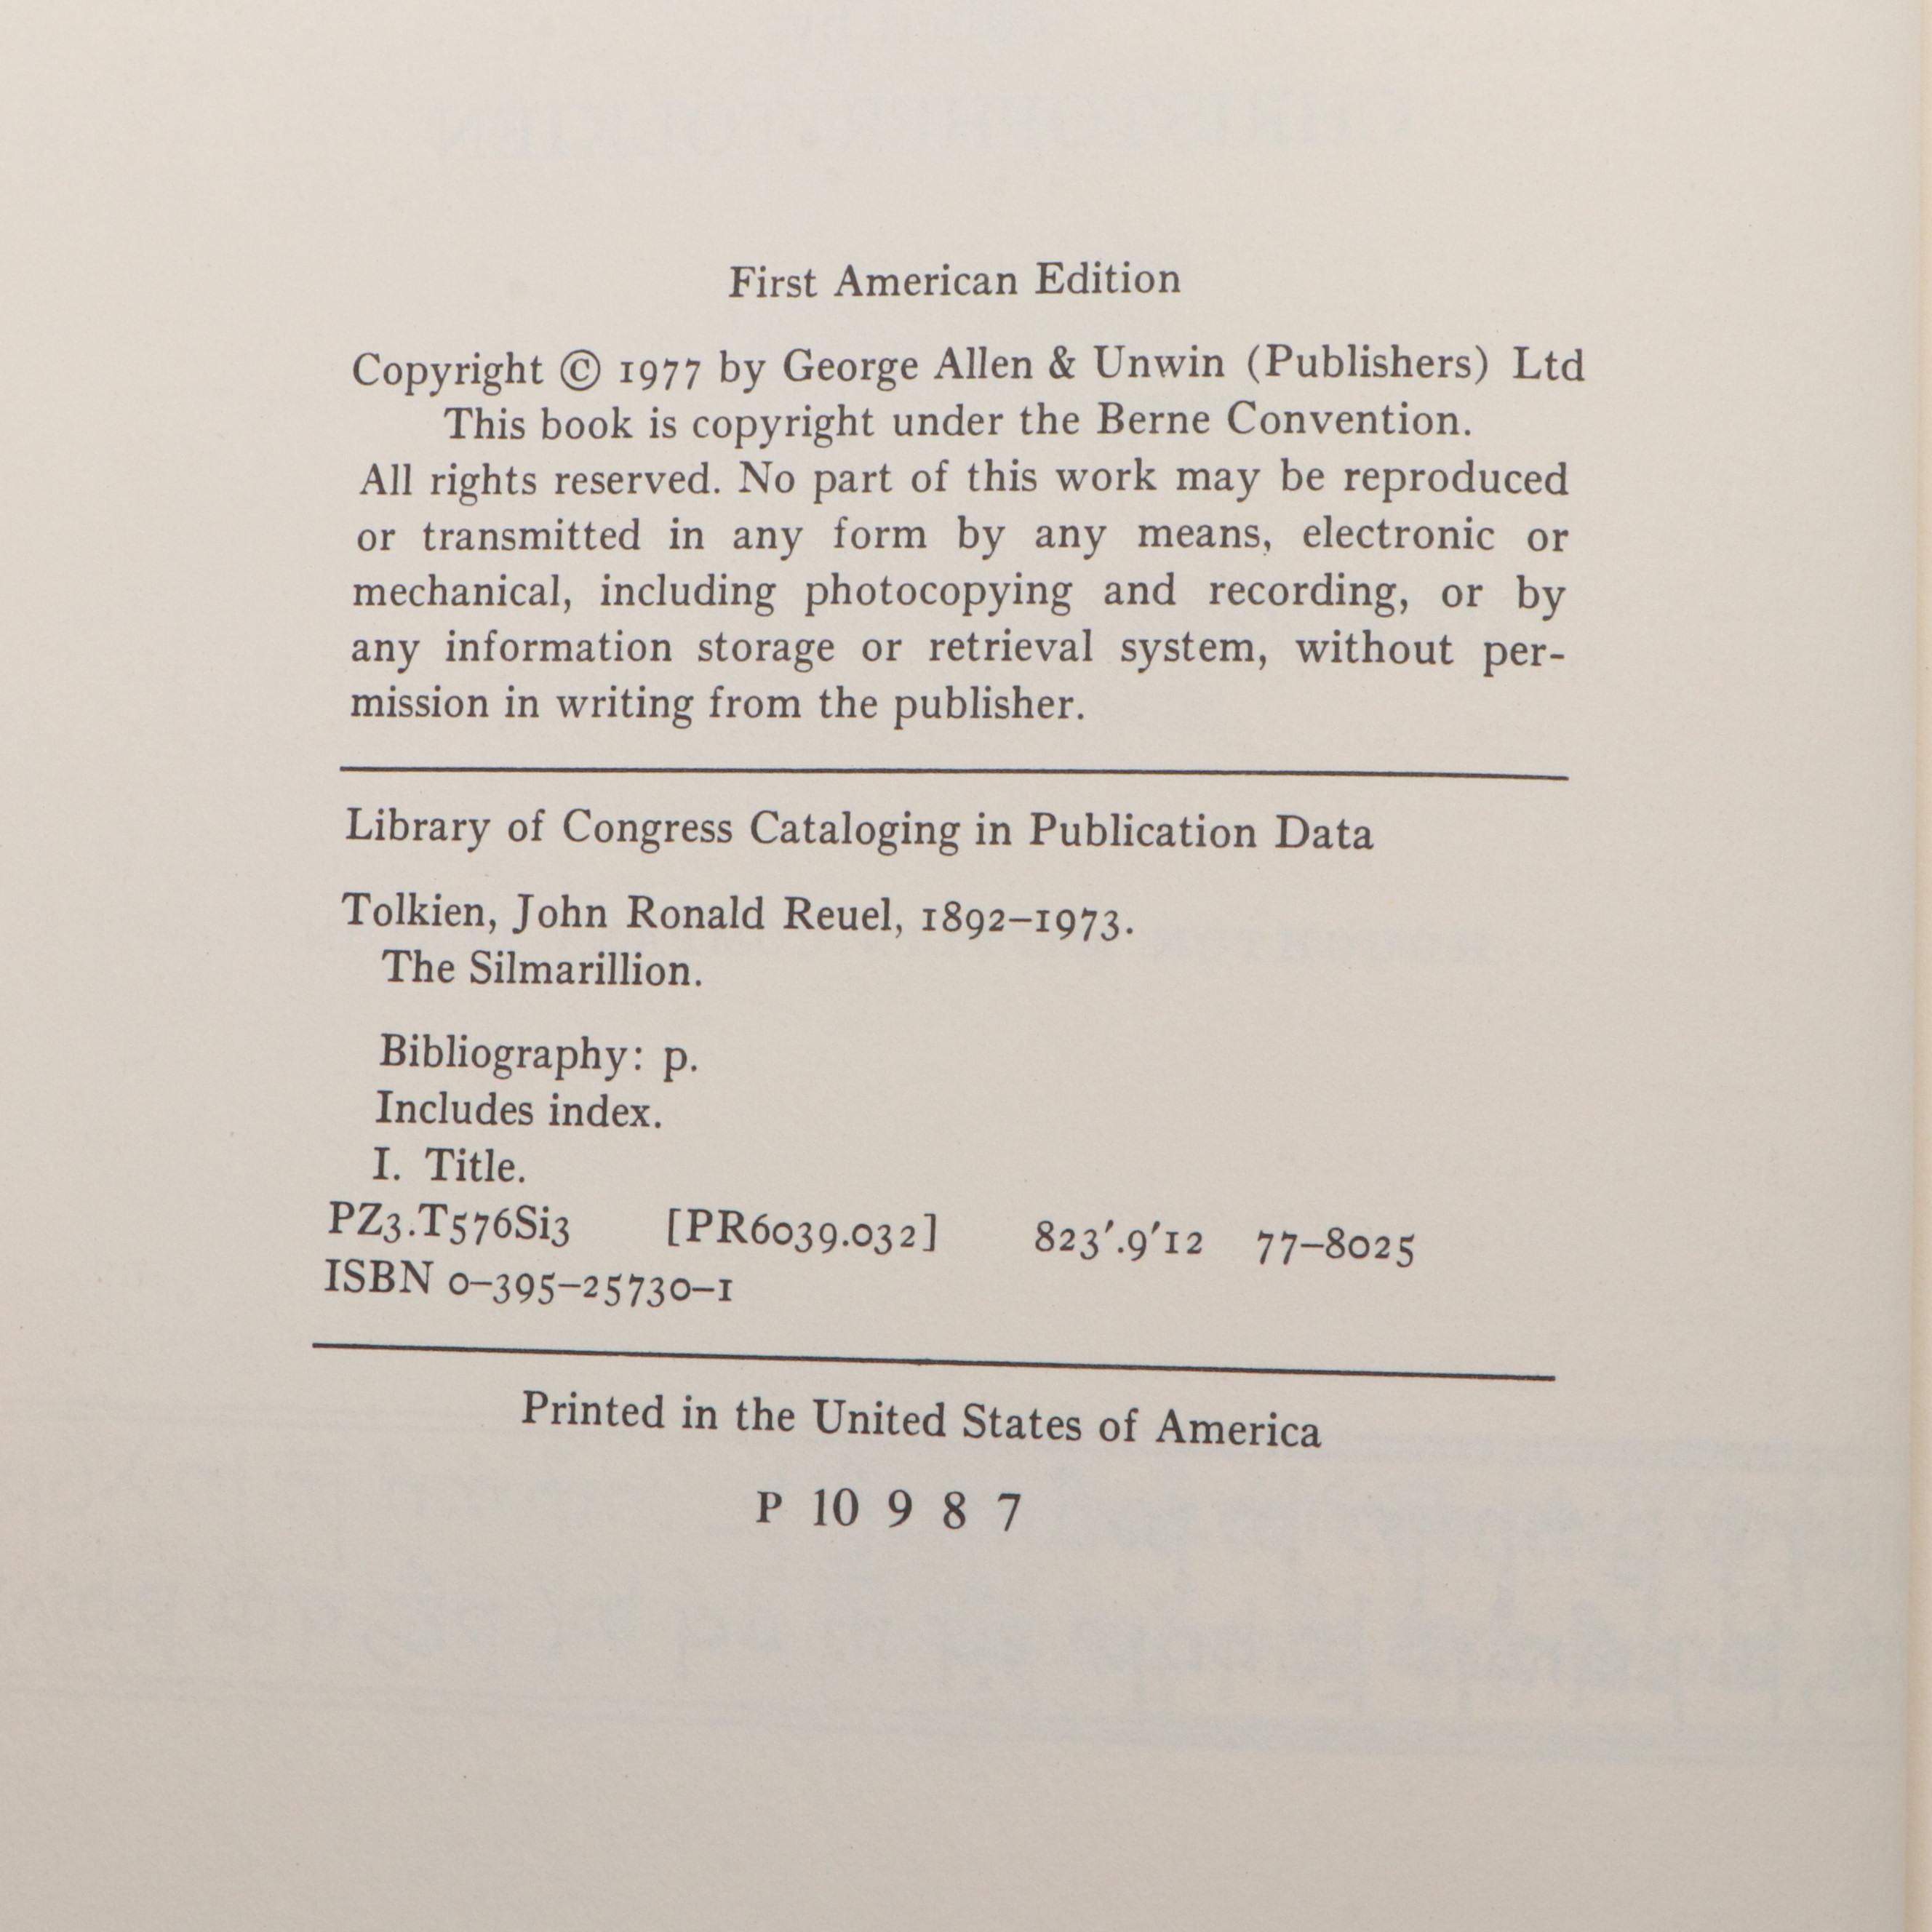 First American Edition
Copyright © 1977 by George Allen & Unwin (Publishers) Ltd
This book is copyright under the Berne Convention.
All rights reserved. No part of this work may be reproduced
or transmitted in any form by any means, electronic or
mechanical, including photocopying and recording, or by
any information storage or retrieval system, without per-
mission in writing from the publisher.
Library of Congress Cataloging in Publication Data
Tolkien, John Ronald Reuel, 1892–1973.
The Silmarillion.
Bibliography: p.
Includes index.
I. Title.
PZ3.T576Si3 [PR6039.032] 823'.9'12 77–8025
ISBN 0–395–25730–1
Printed in the United States of America
P 10 9 8 7